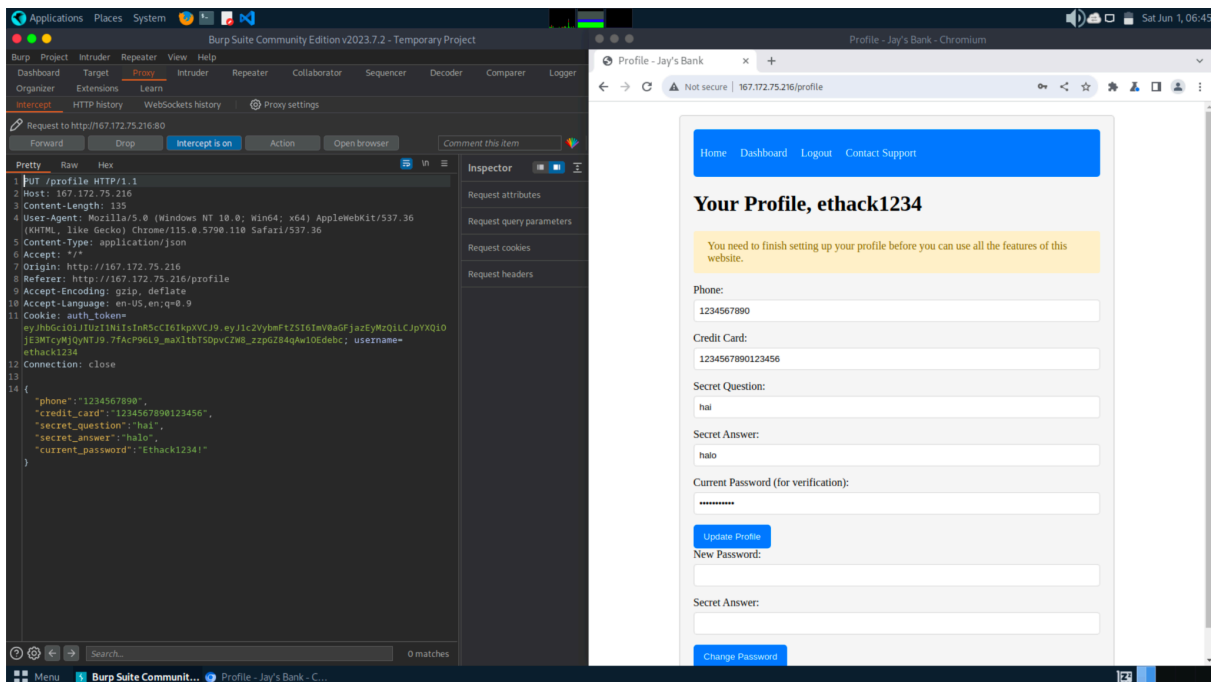 Applications Places System
Sat Jun 1, 06:45
Burp Suite Community Edition v2023.7.2 - Temporary Project
Burp Project Intruder Repeater View Help
Dashboard Target Proxy Intruder Repeater Collaborator Sequencer Decoder Comparer Logger
Organizer Extensions Learn
Intercept HTTP history WebSockets history Proxy settings
Request to http://167.172.75.216:80
Forward Drop Intercept is on Action Open browser Comment this item
Pretty Raw Hex
1 PUT /profile HTTP/1.1
2 Host: 167.172.75.216
3 Content-Length: 135
4 User-Agent: Mozilla/5.0 (Windows NT 10.0; Win64; x64) AppleWebKit/537.36
(KHTML, like Gecko) Chrome/115.0.5790.110 Safari/537.36
5 Content-Type: application/json
6 Accept: */*
7 Origin: http://167.172.75.216
8 Referer: http://167.172.75.216/profile
9 Accept-Encoding: gzip, deflate
10 Accept-Language: en-US,en;q=0.9
11 Cookie: auth_token=
username=
ethack1234
12 Connection: close
13
14 {
"phone":"1234567890",
"credit_card":"1234567890123456",
"secret_question":"hai",
"secret_answer":"halo",
"current_password":"Ethack1234!"
}
Search... 0 matches
Inspector
Request attributes
Request query parameters
Request cookies
Request headers
Profile - Jay's Bank - Chromium
Profile - Jay's Bank
Not secure 167.172.75.216/profile
Home Dashboard Logout Contact Support
Your Profile, ethack1234
You need to finish setting up your profile before you can use all the features of this
website.
Phone:
1234567890
Credit Card:
1234567890123456
Secret Question:
hai
Secret Answer:
halo
Current Password (for verification):
•••••••••••
Update Profile
New Password:
Secret Answer:
Change Password
Menu Burp Suite Communit... Profile - Jay's Bank - C...